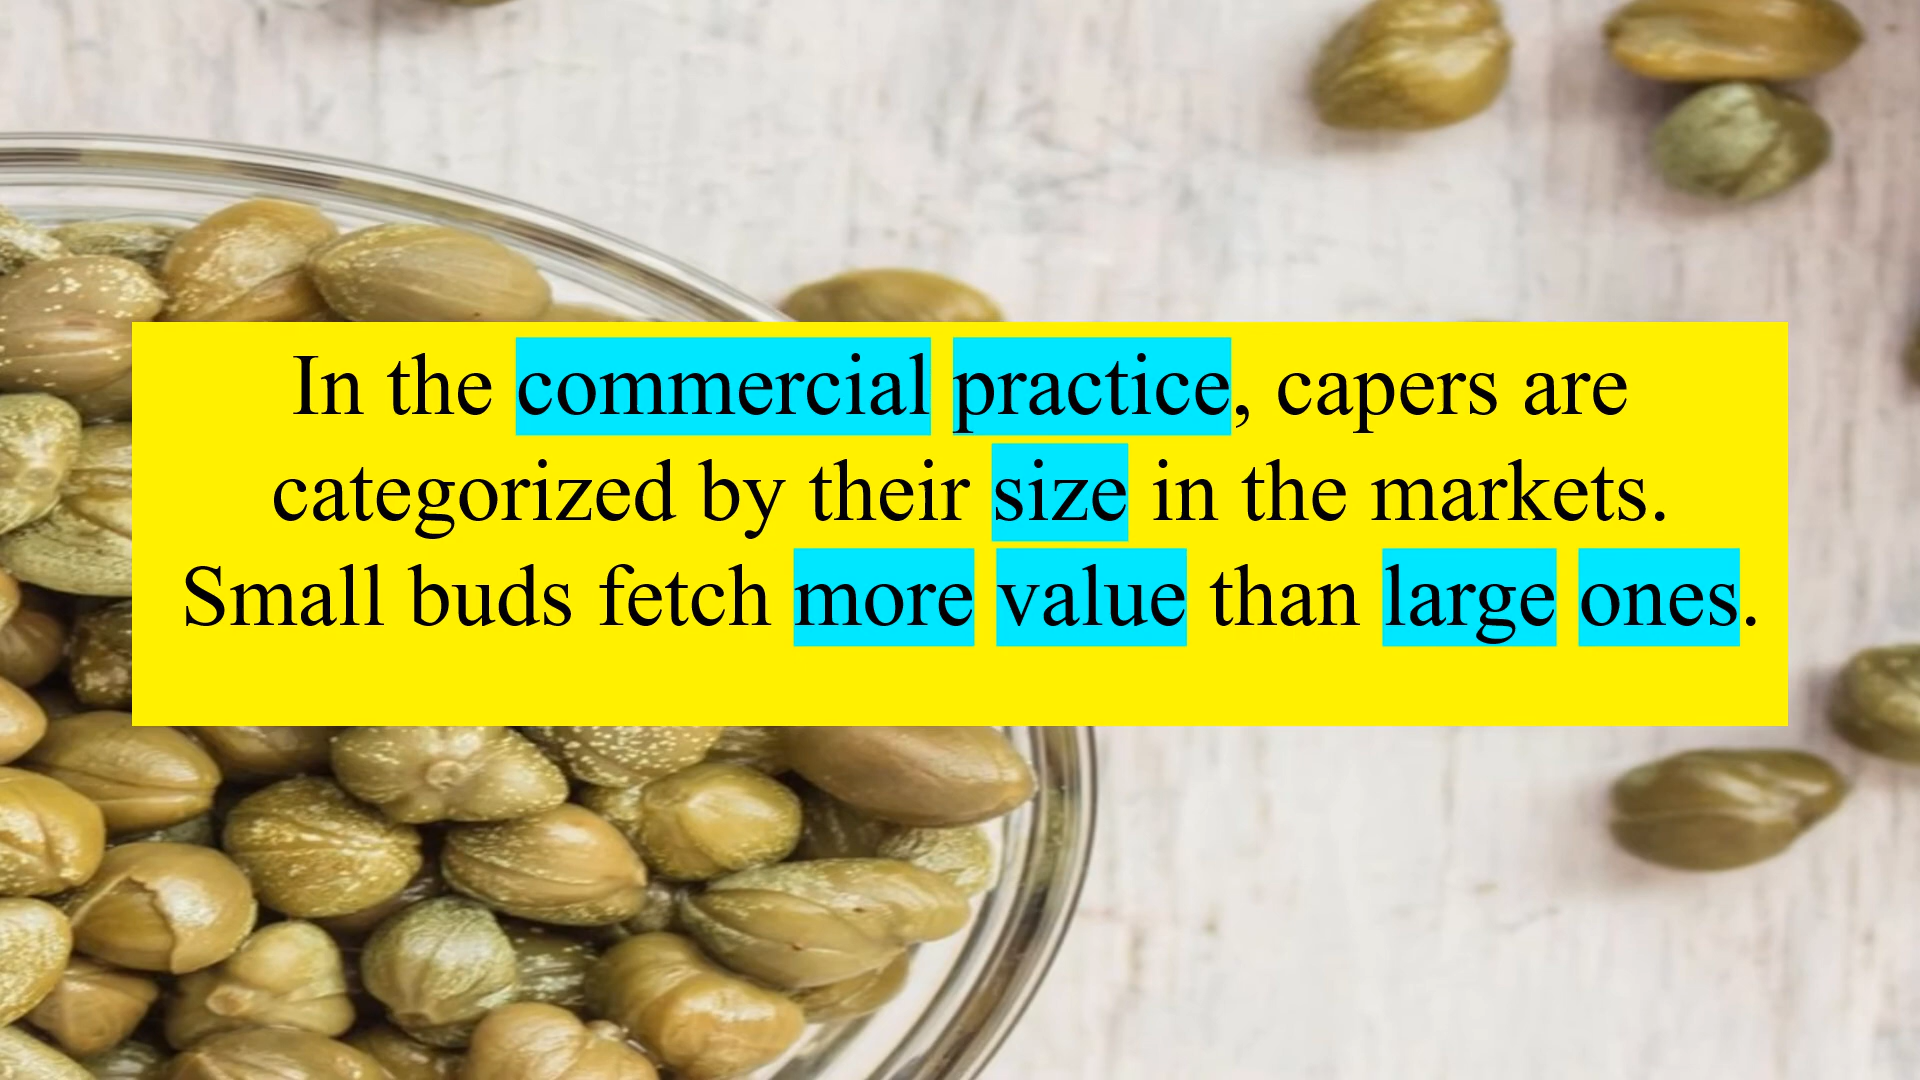 In the commercial practice, capers are
categorized by their size in the markets.
Small buds fetch more value than large ones.